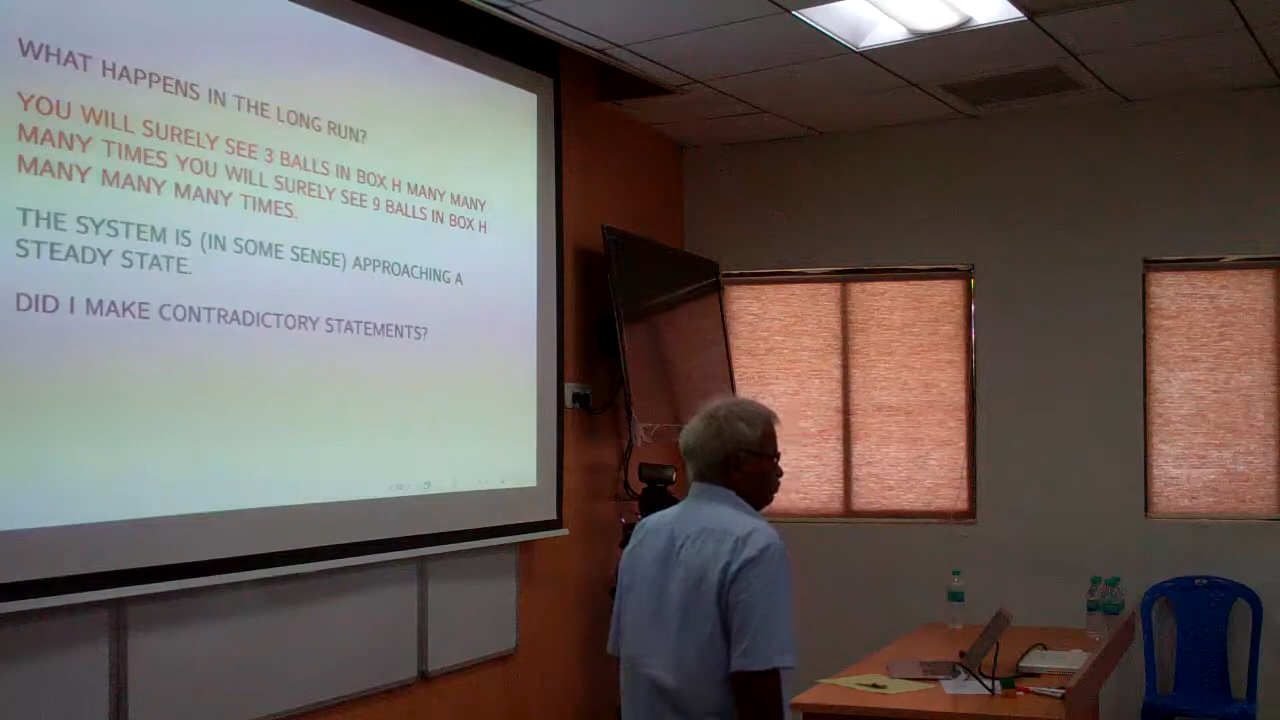 WHAT HAPPENS IN THE LONG RUN?
YOU WILL SURELY SEE 3 BALLS IN BOX H MANY MANY
MANY TIMES YOU WILL SURELY SEE 9 BALLS IN BOX H
MANY MANY MANY TIMES.
THE SYSTEM IS (IN SOME SENSE) APPROACHING A
STEADY STATE.
DID I MAKE CONTRADICTORY STATEMENTS?